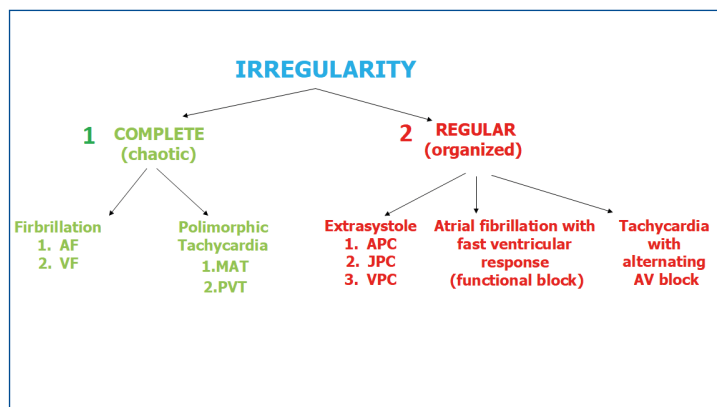 IRREGULARITY
1 COMPLETE
(chaotic)
2 REGULAR
(organized)
Firbrillation
1. AF
2. VF
Polimorphic
Tachycardia
1.MAT
2.PVT
Extrasystole
1. APC
2. JPC
3. VPC
Atrial fibrillation with
fast ventricular
response
(functional block)
Tachycardia
with
alternating
AV block